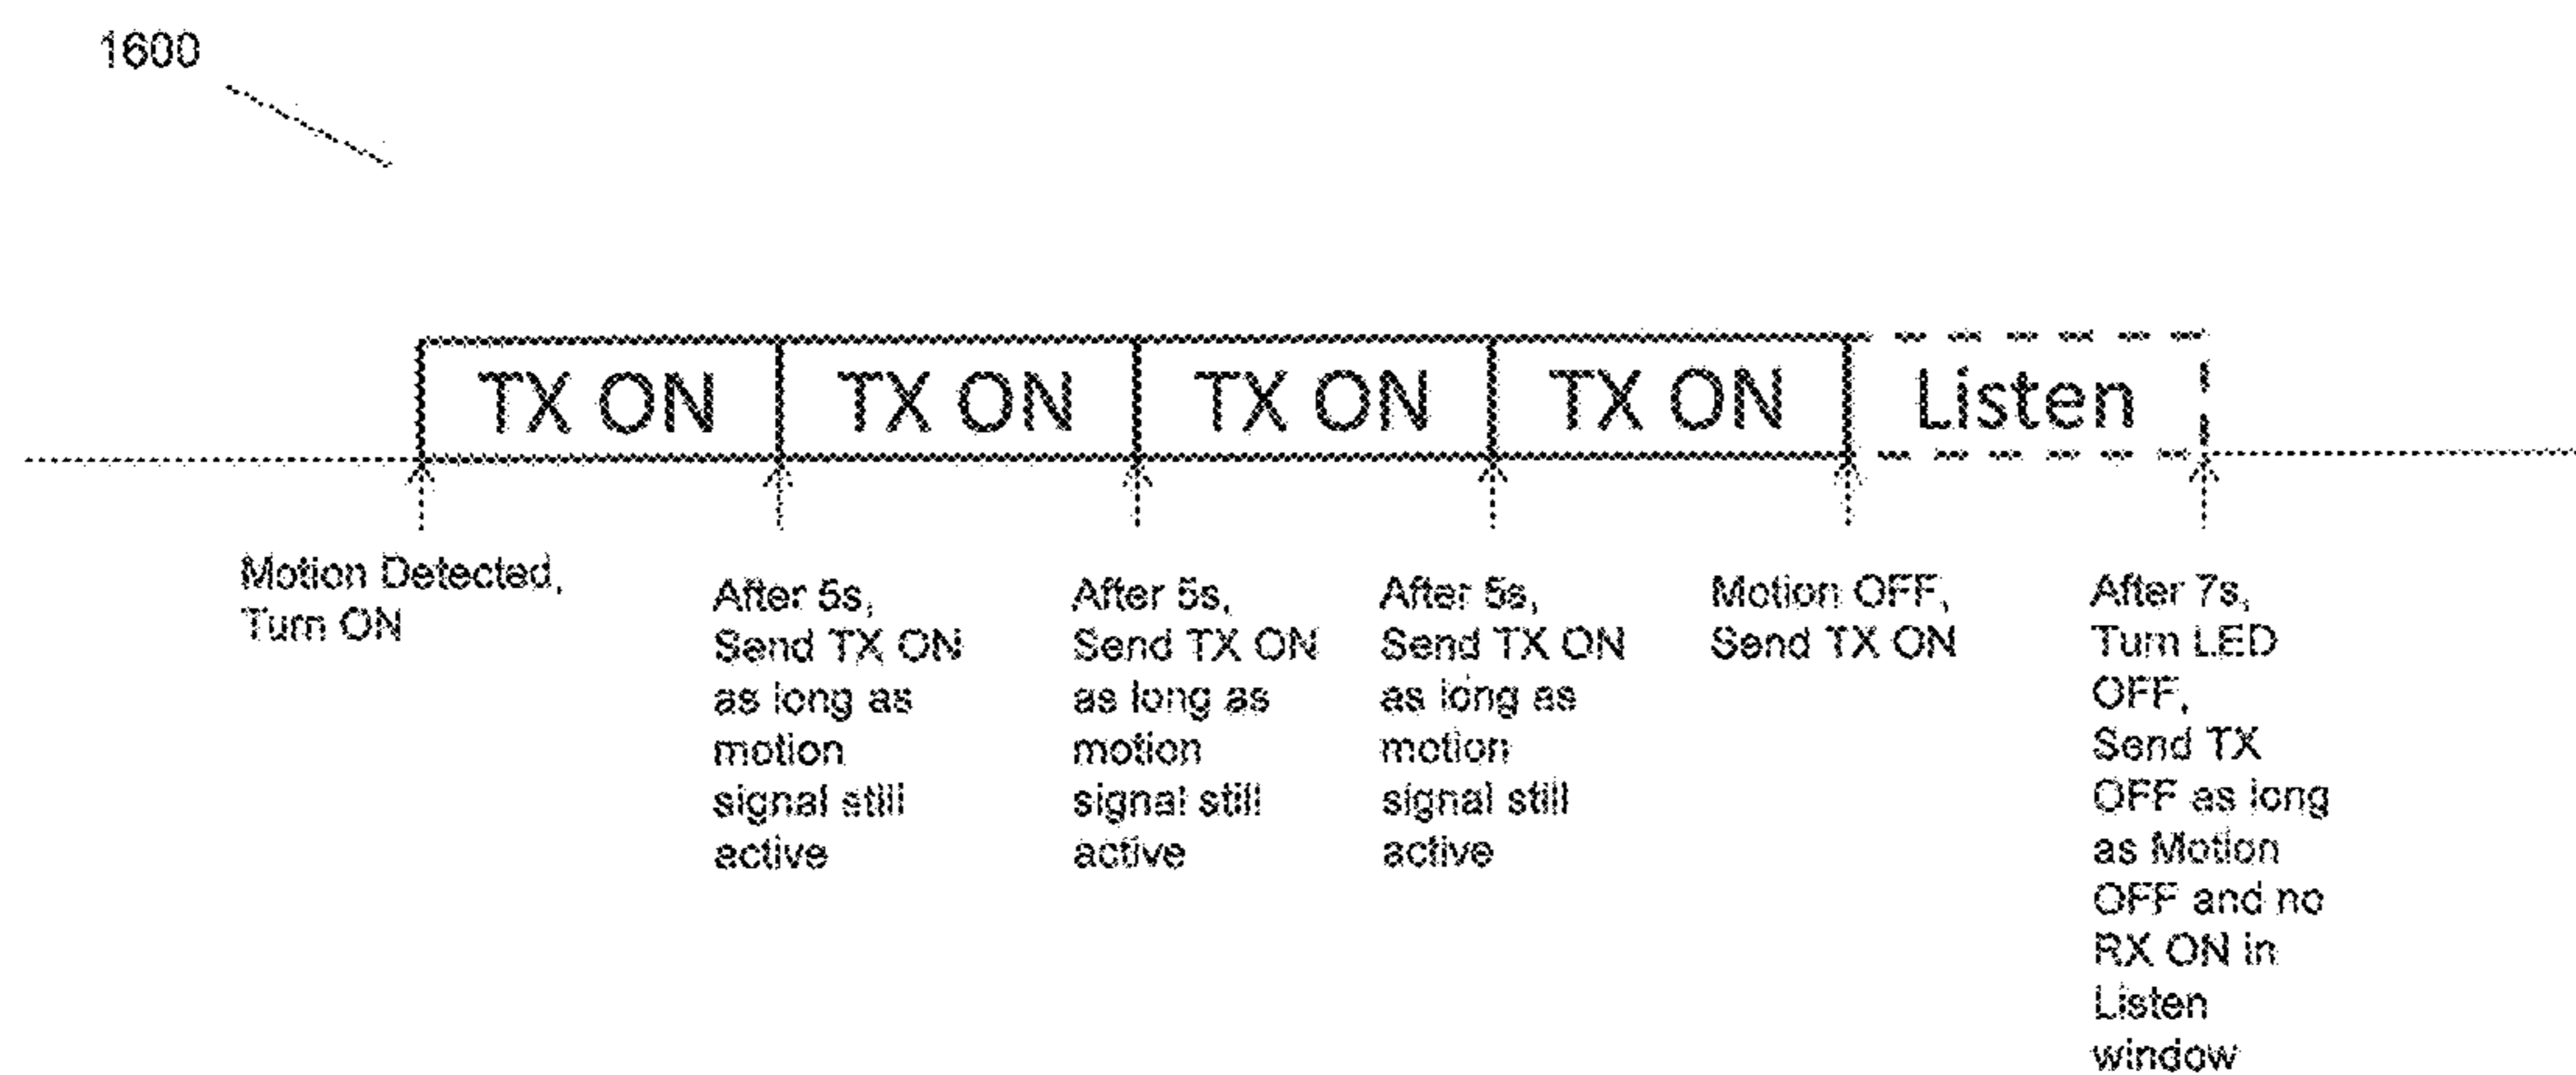 1600
TX ON TX ON TX ON TX ON Listen
Motion Detected,
Turn ON
After 5s,
Send TX ON
as long as
motion
signal still
active
After 5s,
Send TX ON
as long as
motion
signal still
active
After 5s,
Send TX ON
as long as
motion
signal still
active
Motion OFF,
Send TX ON
After 7s,
Turn LED
OFF,
Send TX
OFF as long
as Motion
OFF and no
RX ON in
Listen
window